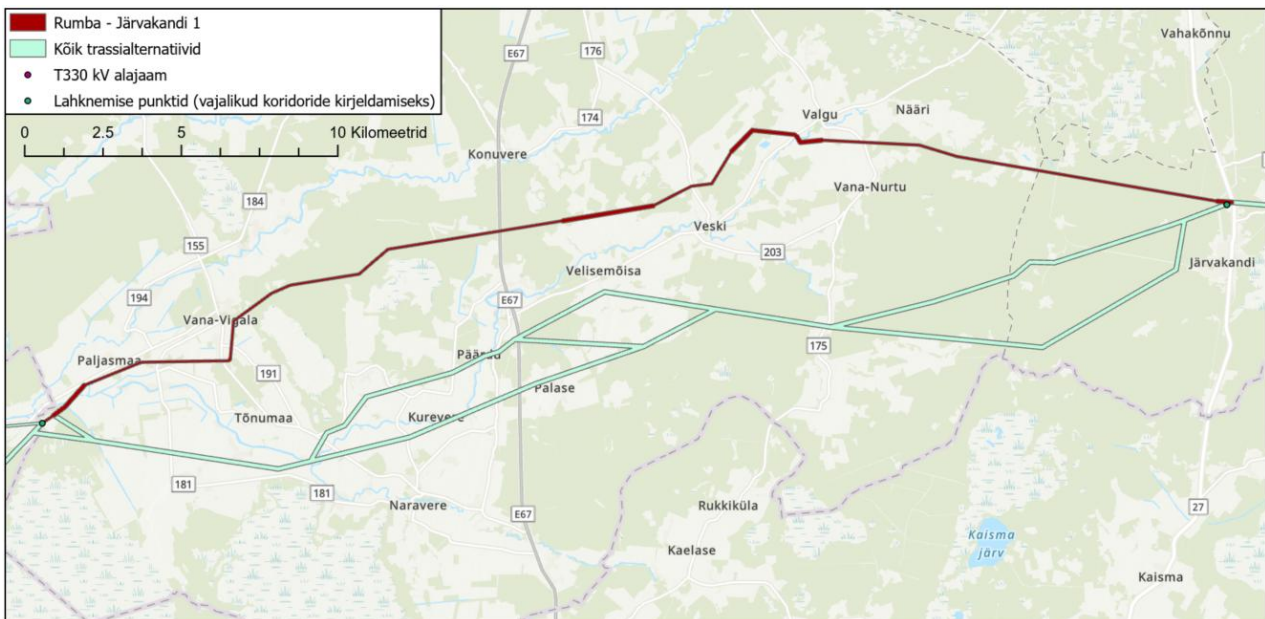 Rumba - Järvakandi 1
Kõik trassialternatiivid
T330 kV alajaam
Lahknemise punktid (vajalikud koridoride kirjeldamiseks)
0 2.5 5 10 Kilomeetrid
E67
176
Vahakõnnu
174
Valgu
Nääri
Konuvere
Vana-Nurtu
184
155
Veski
203
Velisemõisa
Järvakandi
194
Vana-Vigala
E67
175
Paljasmaa
191
Päärdu
Tõnumaa
Kurevere
Palase
181
181
Naravere
E67
Rukkiküla
27
Kaelase
Kaisma
järv
Kaisma